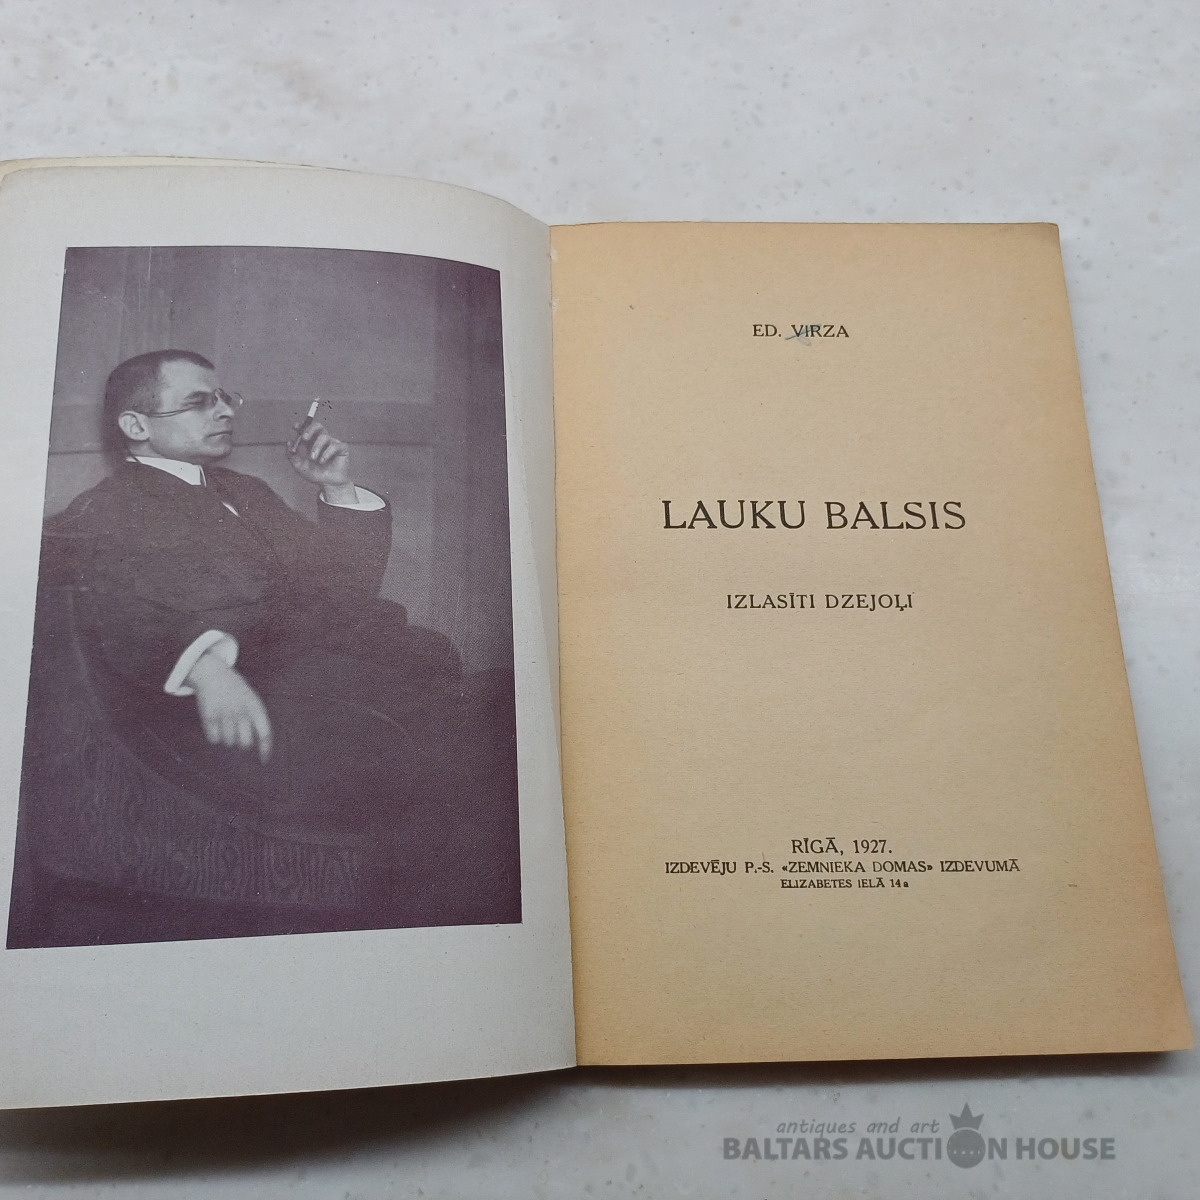 ED. VIRZA
LAUKU BALSIS
IZLASĪTI DZEJOĻI
RĪGĀ, 1927.
IZDEVĒJU P.-S. «ZEMNIEKA DOMAS» IZDEVUMĀ
ELIZABETES IELĀ 14a
antiques and art
BALTARS AUCTION HOUSE